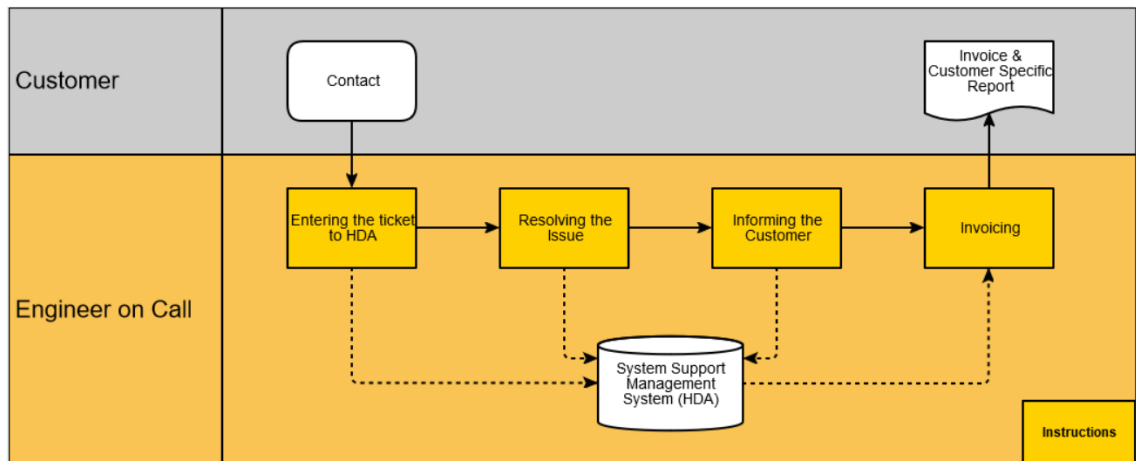 Customer
Contact
Invoice &
Customer Specific
Report
Engineer on Call
Entering the ticket
to HDA
Resolving the
Issue
Informing the
Customer
Invoicing
System Support
Management
System (HDA)
Instructions